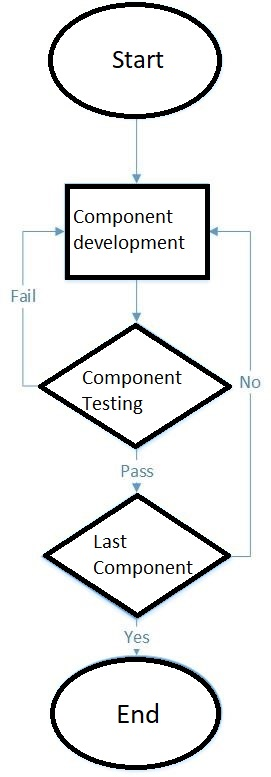 Start
Component
development
Fail
No
Component
Testing
Pass
Last
Component
Yes
End